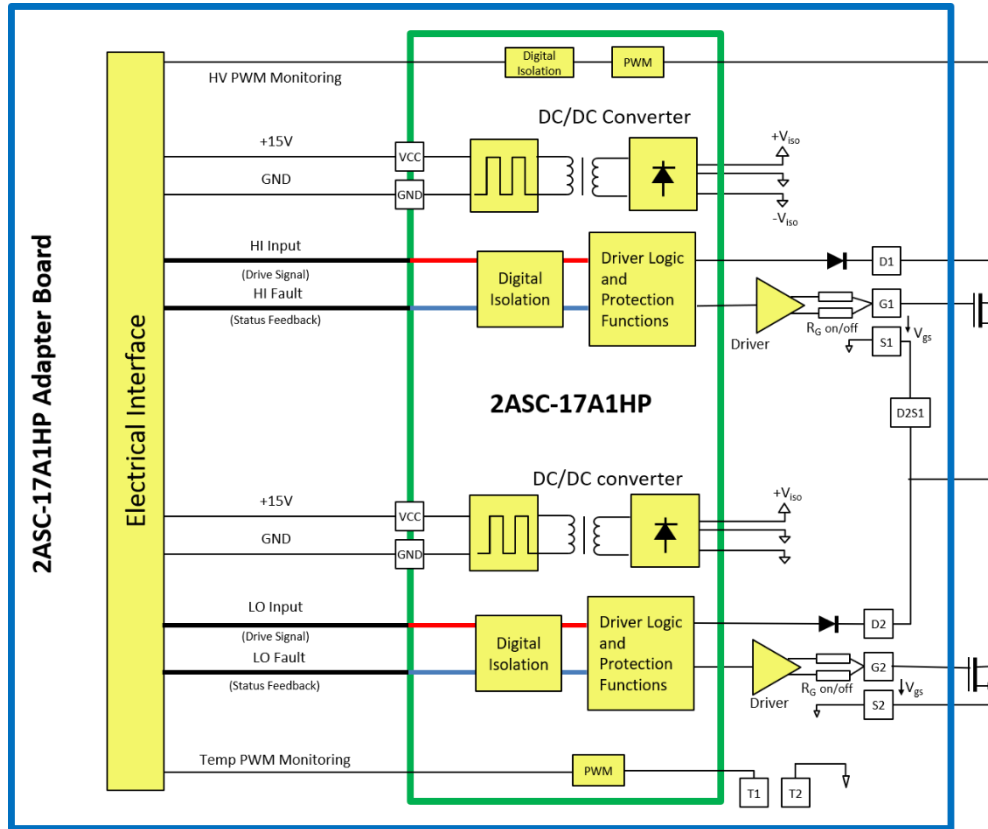 2ASC-17A1HP Adapter Board
Electrical Interface
HV PWM Monitoring
Digital
Isolation
PWM
DC/DC Converter
+15V
VCC
GND
GND
+Viso
-Viso
HI Input
(Drive Signal)
HI Fault
(Status Feedback)
Digital
Isolation
Driver Logic
and
Protection
Functions
Driver
RG on/off
D1
G1
Vgs
S1
D2S1
2ASC-17A1HP
DC/DC converter
+15V
VCC
GND
GND
+Viso
LO Input
(Drive Signal)
LO Fault
(Status Feedback)
Digital
Isolation
Driver Logic
and
Protection
Functions
Driver
RG on/off
D2
G2
Vgs
S2
Temp PWM Monitoring
PWM
T1
T2